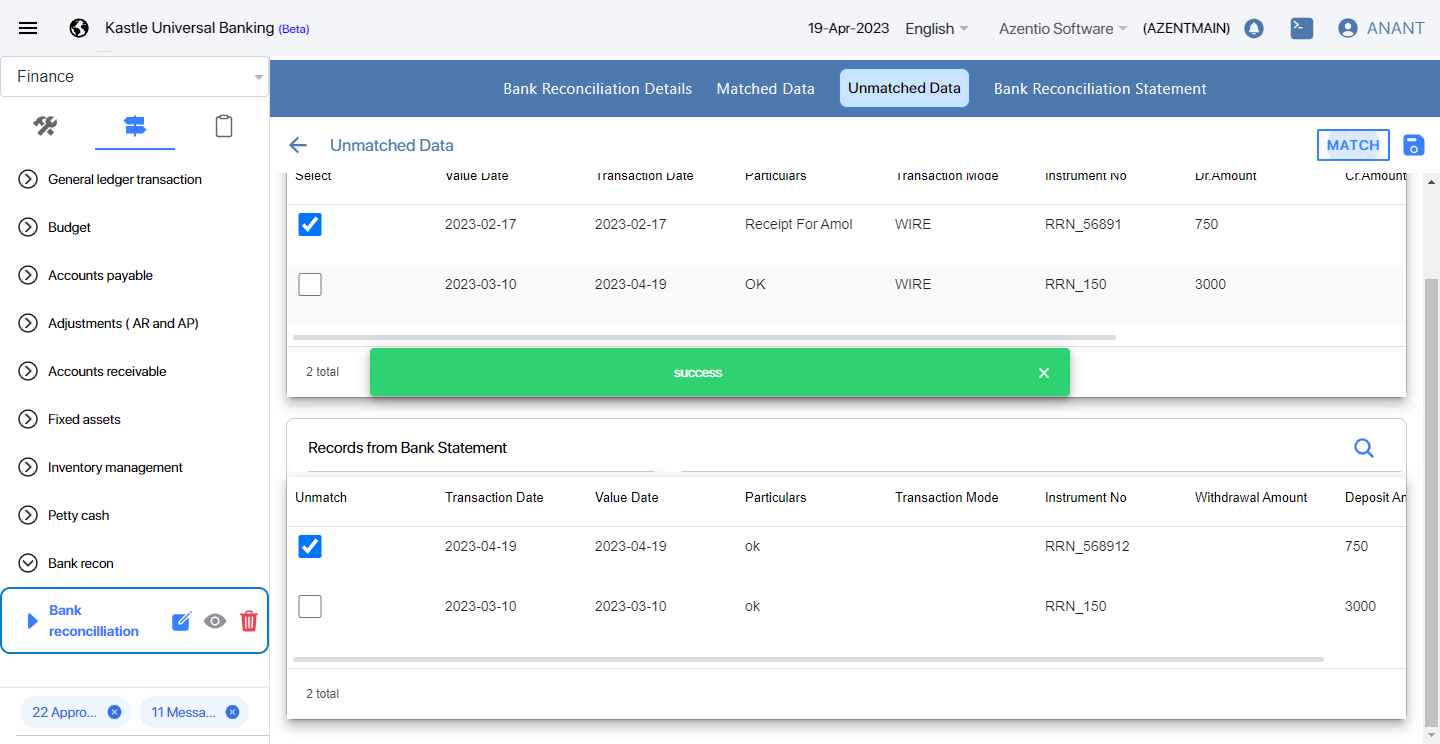 Kastle Universal Banking (Beta)
19-Apr-2023 English Azentio Software (AZENTMAIN) ANANT
Finance
General ledger transaction
Budget
Accounts payable
Adjustments ( AR and AP)
Accounts receivable
Fixed assets
Inventory management
Petty cash
Bank recon
Bank
reconcilliation
22 Appro... 11 Messa...
Bank Reconciliation Details Matched Data Unmatched Data Bank Reconciliation Statement
Unmatched Data MATCH
Select Value Date Transaction Date Particulars Transaction Mode Instrument No Dr.Amount Cr.Amount
2023-02-17 2023-02-17 Receipt For Amol WIRE RRN_56891 750
2023-03-10 2023-04-19 OK WIRE RRN_150 3000
2 total
success
Records from Bank Statement
Unmatch Transaction Date Value Date Particulars Transaction Mode Instrument No Withdrawal Amount Deposit Am
2023-04-19 2023-04-19 ok RRN_568912 750
2023-03-10 2023-03-10 ok RRN_150 3000
2 total